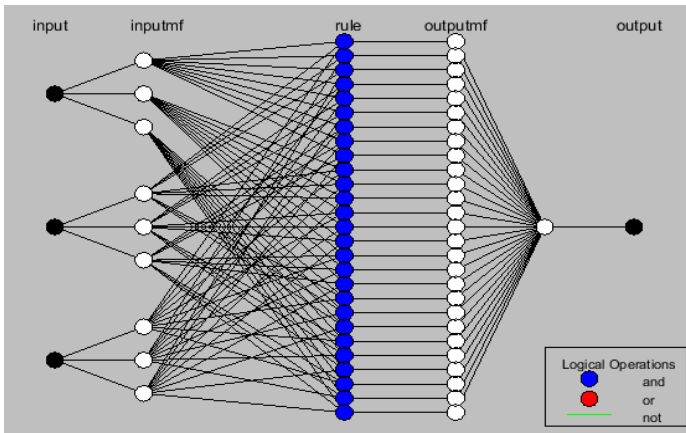 input inputmf rule outputmf output
Logical Operations
and
or
not